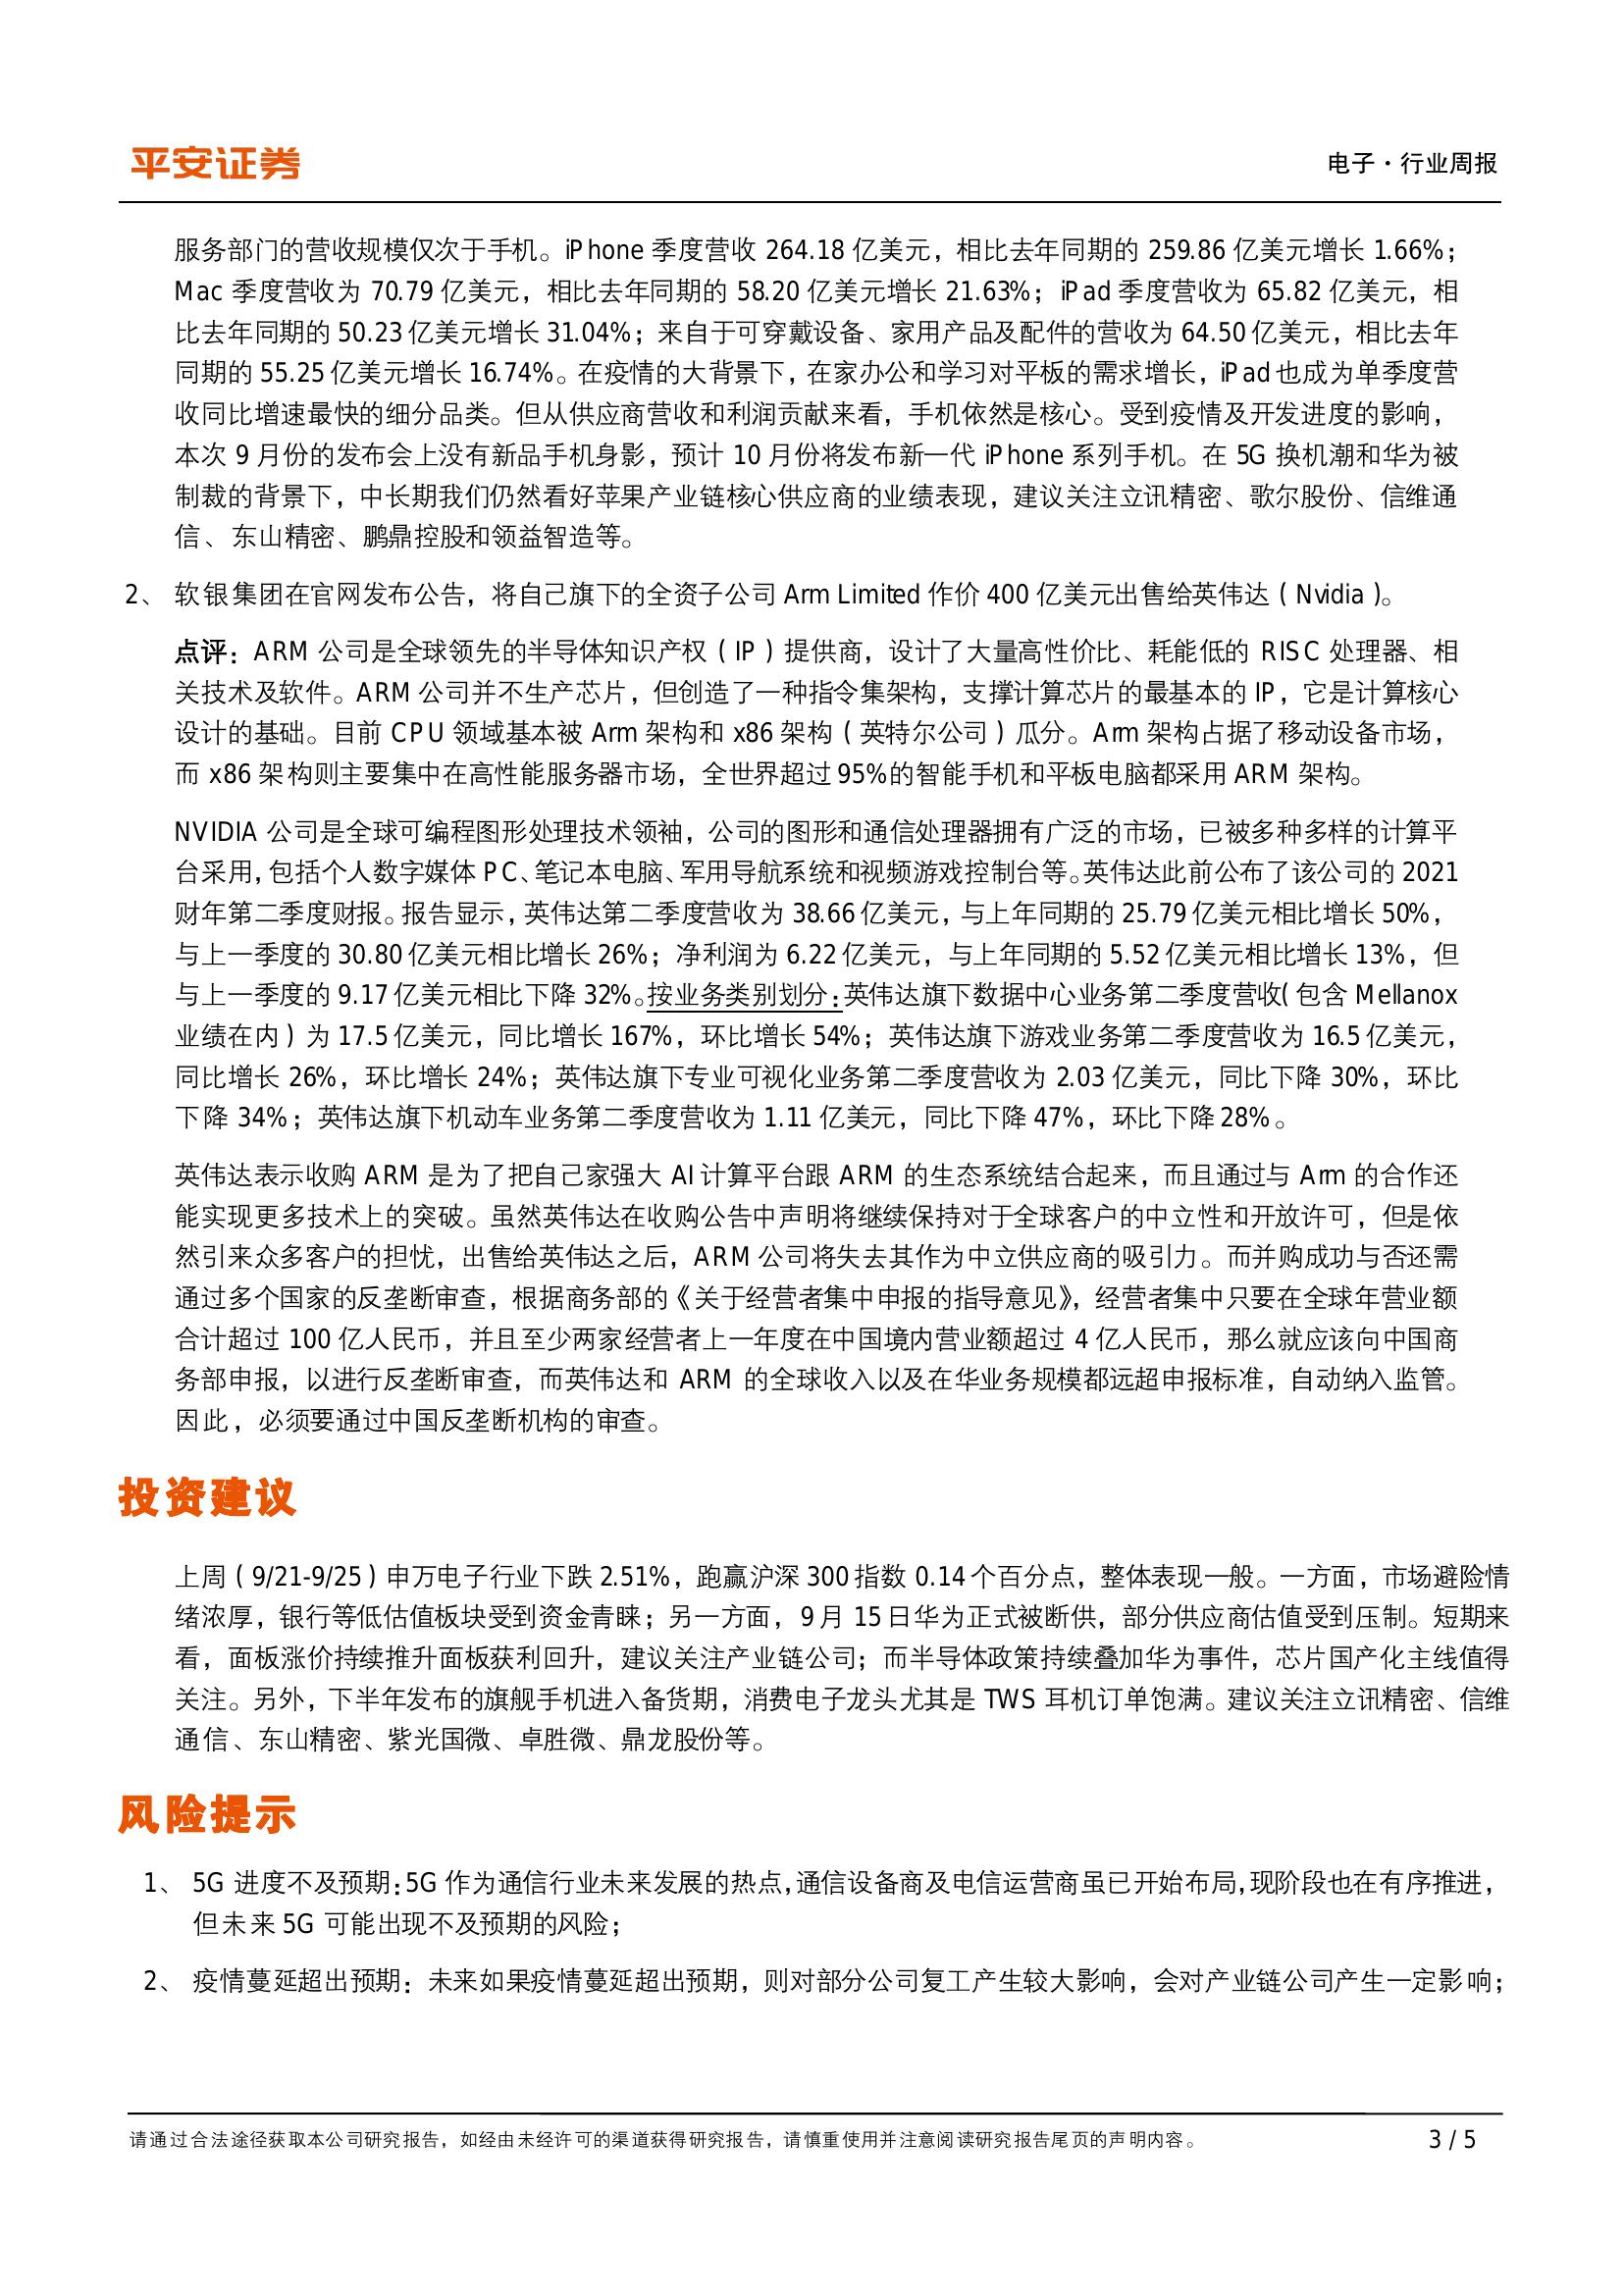 平安证券
电子·行业周报
服务部门的营收规模仅次于手机。iPhone 季度营收 264.18 亿美元，相比去年同期的 259.86 亿美元增长 1.66%；
Mac 季度营收为 70.79 亿美元，相比去年同期的 58.20 亿美元增长 21.63%；iPad 季度营收为 65.82 亿美元，相
比去年同期的 50.23 亿美元增长 31.04%；来自于可穿戴设备、家用产品及配件的营收为 64.50 亿美元，相比去年
同期的 55.25 亿美元增长 16.74%。在疫情的大背景下，在家办公和学习对平板的需求增长，iPad 也成为单季度营
收同比增速最快的细分品类。但从供应商营收和利润贡献来看，手机依然是核心。受到疫情及开发进度的影响，
本次 9 月份的发布会上没有新品手机身影，预计 10 月份将发布新一代 iPhone 系列手机。在 5G 换机潮和华为被
制裁的背景下，中长期我们仍然看好苹果产业链核心供应商的业绩表现，建议关注立讯精密、歌尔股份、信维通
信、东山精密、鹏鼎控股和领益智造等。
2、 软银集团在官网发布公告，将自己旗下的全资子公司 Arm Limited 作价 400 亿美元出售给英伟达（Nvidia）。
点评：ARM 公司是全球领先的半导体知识产权（IP）提供商，设计了大量高性价比、耗能低的 RISC 处理器、相
关技术及软件。ARM 公司并不生产芯片，但创造了一种指令集架构，支撑计算芯片的最基本的 IP，它是计算核心
设计的基础。目前 CPU 领域基本被 Arm 架构和 x86 架构（英特尔公司）瓜分。Arm 架构占据了移动设备市场，
而 x86 架构则主要集中在高性能服务器市场，全世界超过 95%的智能手机和平板电脑都采用 ARM 架构。
NVIDIA 公司是全球可编程图形处理技术领袖，公司的图形和通信处理器拥有广泛的市场，已被多种多样的计算平
台采用，包括个人数字媒体 PC、笔记本电脑、军用导航系统和视频游戏控制台等。英伟达此前公布了该公司的 2021
财年第二季度财报。报告显示，英伟达第二季度营收为 38.66 亿美元，与上年同期的 25.79 亿美元相比增长 50%，
与上一季度的 30.80 亿美元相比增长 26%；净利润为 6.22 亿美元，与上年同期的 5.52 亿美元相比增长 13%，但
与上一季度的 9.17 亿美元相比下降 32%。按业务类别划分：英伟达旗下数据中心业务第二季度营收（包含 Mellanox
业绩在内）为 17.5 亿美元，同比增长 167%，环比增长 54%；英伟达旗下游戏业务第二季度营收为 16.5 亿美元，
同比增长 26%，环比增长 24%；英伟达旗下专业可视化业务第二季度营收为 2.03 亿美元，同比下降 30%，环比
下降 34%；英伟达旗下机动车业务第二季度营收为 1.11 亿美元，同比下降 47%，环比下降 28%。
英伟达表示收购 ARM 是为了把自己家强大 AI 计算平台跟 ARM 的生态系统结合起来，而且通过与 Arm 的合作还
能实现更多技术上的突破。虽然英伟达在收购公告中声明将继续保持对于全球客户的中立性和开放许可，但是依
然引来众多客户的担忧，出售给英伟达之后，ARM 公司将失去其作为中立供应商的吸引力。而并购成功与否还需
通过多个国家的反垄断审查，根据商务部的《关于经营者集中申报的指导意见》，经营者集中只要在全球年营业额
合计超过 100 亿人民币，并且至少两家经营者上一年度在中国境内营业额超过 4 亿人民币，那么就应该向中国商
务部申报，以进行反垄断审查，而英伟达和 ARM 的全球收入以及在华业务规模都远超申报标准，自动纳入监管。
因此，必须要通过中国反垄断机构的审查。
投资建议
上周（9/21-9/25）申万电子行业下跌 2.51%，跑赢沪深 300 指数 0.14 个百分点，整体表现一般。一方面，市场避险情
绪浓厚，银行等低估值板块受到资金青睐；另一方面，9 月 15 日华为正式被断供，部分供应商估值受到压制。短期来
看，面板涨价持续推升面板获利回升，建议关注产业链公司；而半导体政策持续叠加华为事件，芯片国产化主线值得
关注。另外，下半年发布的旗舰手机进入备货期，消费电子龙头尤其是 TWS 耳机订单饱满。建议关注立讯精密、信维
通信、东山精密、紫光国微、卓胜微、鼎龙股份等。
风险提示
1、 5G 进度不及预期：5G 作为通信行业未来发展的热点，通信设备商及电信运营商虽已开始布局，现阶段也在有序推进，
但未来 5G 可能出现不及预期的风险；
2、 疫情蔓延超出预期：未来如果疫情蔓延超出预期，则对部分公司复工产生较大影响，会对产业链公司产生一定影响；
请通过合法途径获取本公司研究报告，如经由未经许可的渠道获得研究报告，请慎重使用并注意阅读研究报告尾页的声明内容。
3 / 5